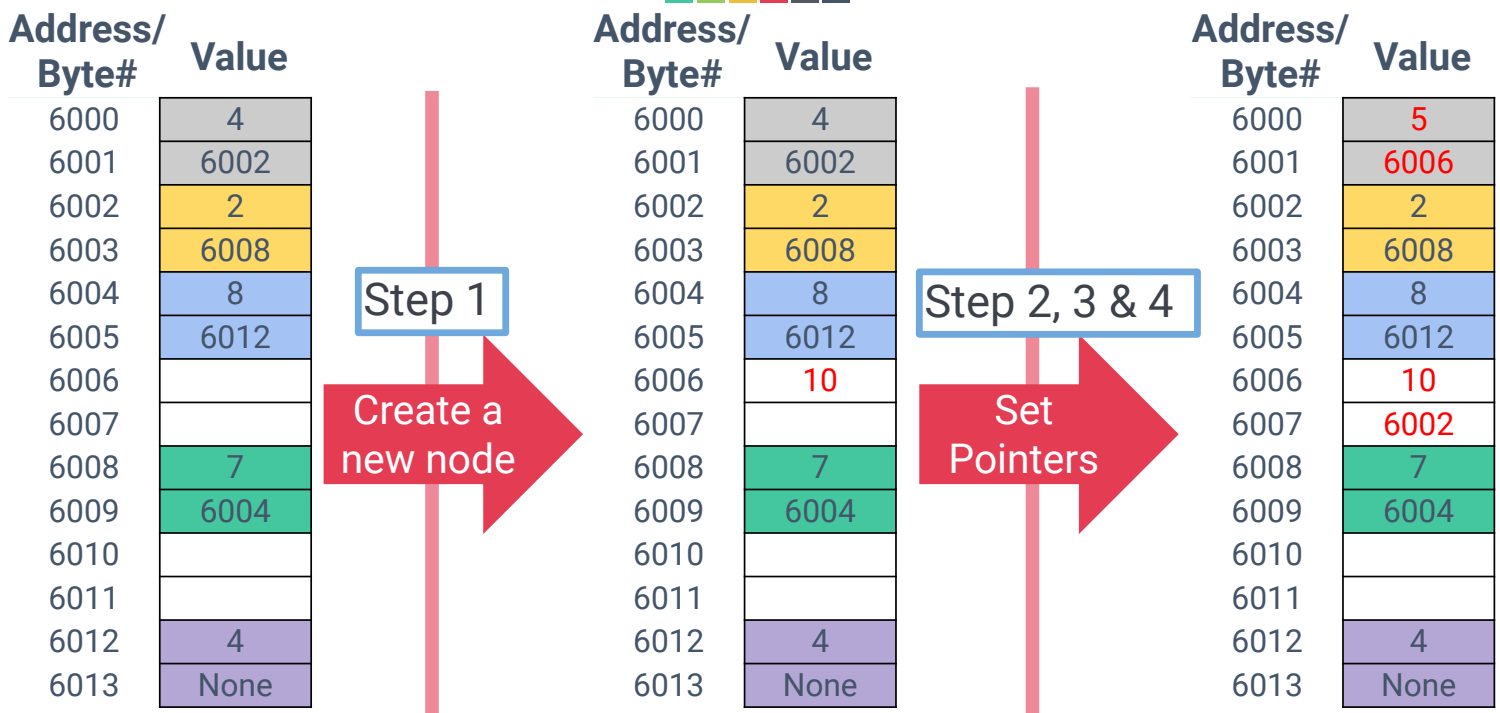 Address/ Value Address/ Value Address/ Value
Byte# Byte# Byte#
6000 4 6000 4 6000 5
6001 6002 6001 6002 6001 6006
6002 2 6002 2 6002 2
6003 6008 6003 6008 6003 6008
6004 8 Step 1 6004 8 Step 2, 3 & 4 6004 8
6005 6012 6005 6012 6005 6012
6006 6006 10 6006 10
6007 Create a 6007 Set 6007 6002
6008 7 new node 6008 7 Pointers 6008 7
6009 6004 6009 6004 6009 6004
6010 6010 6010
6011 6011 6011
6012 4 6012 4 6012 4
6013 None 6013 None 6013 None